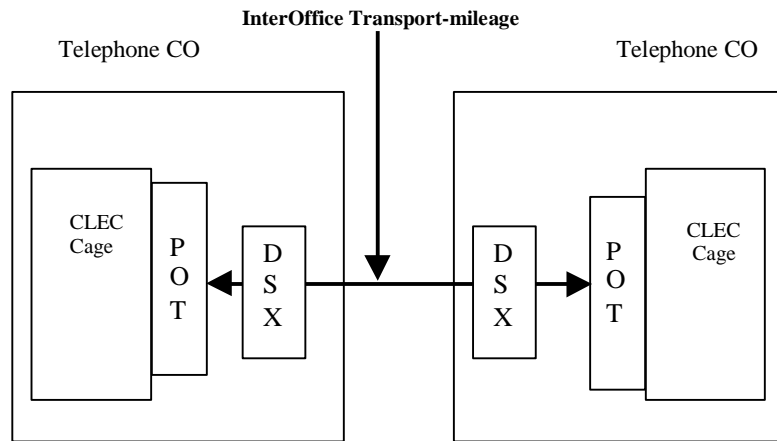 InterOffice Transport-mileage
Telephone CO
Telephone CO
CLEC
Cage
P
O
T
D
S
X
D
S
X
P
O
T
CLEC
Cage